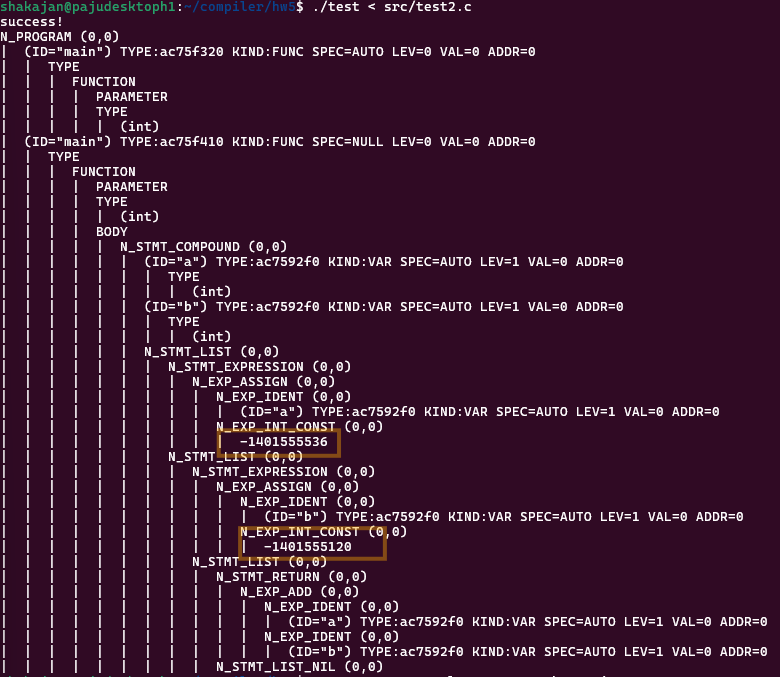 shakajan@pajudesktoph1:~/compiler/hw5$ ./test < src/test2.c
success!
N_PROGRAM (0,0)
|  (ID="main") TYPE:ac75f320 KIND:FUNC SPEC=AUTO LEV=0 VAL=0 ADDR=0
|  |  TYPE
|  |  |  FUNCTION
|  |  |  |  PARAMETER
|  |  |  |  TYPE
|  |  |  |  |  (int)
|  (ID="main") TYPE:ac75f410 KIND:FUNC SPEC=NULL LEV=0 VAL=0 ADDR=0
|  |  TYPE
|  |  |  FUNCTION
|  |  |  |  PARAMETER
|  |  |  |  TYPE
|  |  |  |  |  (int)
|  |  |  |  BODY
|  |  |  |  |  N_STMT_COMPOUND (0,0)
|  |  |  |  |  |  (ID="a") TYPE:ac7592f0 KIND:VAR SPEC=AUTO LEV=1 VAL=0 ADDR=0
|  |  |  |  |  |  |  TYPE
|  |  |  |  |  |  |  |  (int)
|  |  |  |  |  |  (ID="b") TYPE:ac7592f0 KIND:VAR SPEC=AUTO LEV=1 VAL=0 ADDR=0
|  |  |  |  |  |  |  TYPE
|  |  |  |  |  |  |  |  (int)
|  |  |  |  |  |  N_STMT_LIST (0,0)
|  |  |  |  |  |  |  N_STMT_EXPRESSION (0,0)
|  |  |  |  |  |  |  |  N_EXP_ASSIGN (0,0)
|  |  |  |  |  |  |  |  |  N_EXP_IDENT (0,0)
|  |  |  |  |  |  |  |  |  |  (ID="a") TYPE:ac7592f0 KIND:VAR SPEC=AUTO LEV=1 VAL=0 ADDR=0
|  |  |  |  |  |  |  |  |  N_EXP_INT_CONST (0,0)
|  |  |  |  |  |  |  |  |  |  -1401555536
|  |  |  |  |  |  |  N_STMT_LIST (0,0)
|  |  |  |  |  |  |  |  N_STMT_EXPRESSION (0,0)
|  |  |  |  |  |  |  |  |  N_EXP_ASSIGN (0,0)
|  |  |  |  |  |  |  |  |  |  N_EXP_IDENT (0,0)
|  |  |  |  |  |  |  |  |  |  |  (ID="b") TYPE:ac7592f0 KIND:VAR SPEC=AUTO LEV=1 VAL=0 ADDR=0
|  |  |  |  |  |  |  |  |  |  N_EXP_INT_CONST (0,0)
|  |  |  |  |  |  |  |  |  |  |  -1401555120
|  |  |  |  |  |  |  |  N_STMT_LIST (0,0)
|  |  |  |  |  |  |  |  |  N_STMT_RETURN (0,0)
|  |  |  |  |  |  |  |  |  |  N_EXP_ADD (0,0)
|  |  |  |  |  |  |  |  |  |  |  N_EXP_IDENT (0,0)
|  |  |  |  |  |  |  |  |  |  |  |  (ID="a") TYPE:ac7592f0 KIND:VAR SPEC=AUTO LEV=1 VAL=0 ADDR=0
|  |  |  |  |  |  |  |  |  |  |  N_EXP_IDENT (0,0)
|  |  |  |  |  |  |  |  |  |  |  |  (ID="b") TYPE:ac7592f0 KIND:VAR SPEC=AUTO LEV=1 VAL=0 ADDR=0
|  |  |  |  |  |  |  |  |  N_STMT_LIST_NIL (0,0)